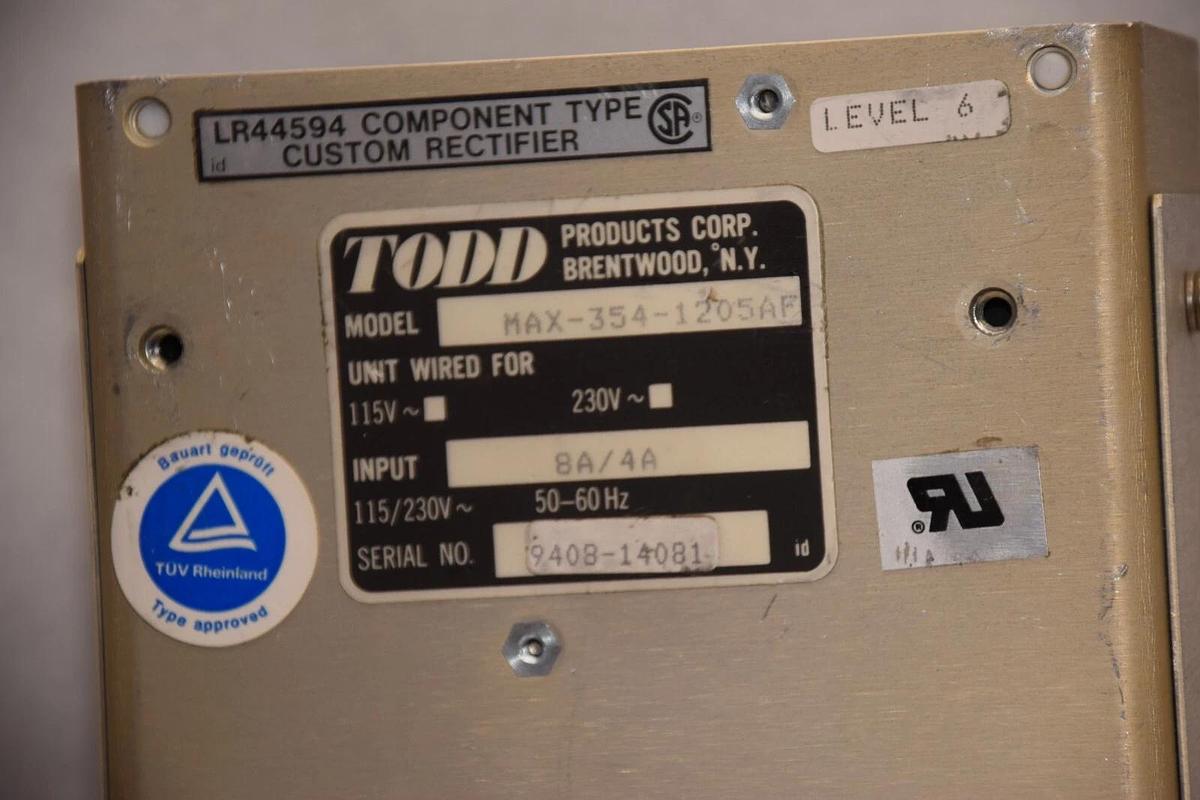 LR44594 COMPONENT TYPE
CUSTOM RECTIFIER
id
SA®
LEVEL 6
TODD PRODUCTS CORP.
BRENTWOOD, N.Y.
MODEL MAX-354-1205AF
UNIT WIRED FOR
115V~ 230V~
INPUT 8A/4A
115/230V~ 50-60 Hz
SERIAL NO. 9408-14081
id
Bauart geprüft
TÜV Rheinland
Type approved
RU®